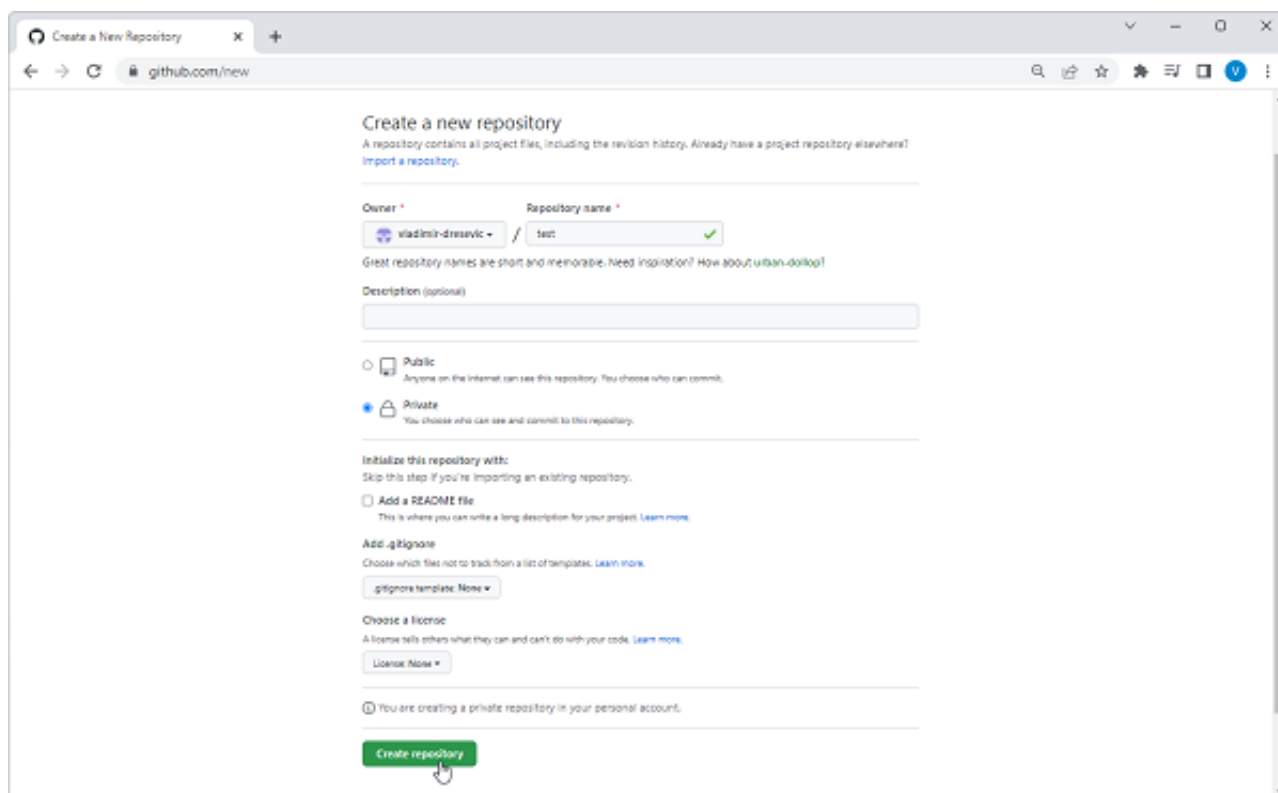 Create a New Repository
github.com/new
V
Create a new repository
A repository contains all project files, including the revision history. Already have a project repository elsewhere?
Import a repository.
Owner * Repository name *
vladimir-dresevic / test
Great repository names are short and memorable. Need inspiration? How about urban-dollop?
Description (optional)
Public
Anyone on the internet can see this repository. You choose who can commit.
Private
You choose who can see and commit to this repository.
Initialize this repository with:
Skip this step if you're importing an existing repository.
Add a README file
This is where you can write a long description for your project. Learn more.
Add .gitignore
Choose which files not to track from a list of templates. Learn more.
.gitignore template: None
Choose a license
A license tells others what they can and can't do with your code. Learn more.
License: None
You are creating a private repository in your personal account.
Create repository